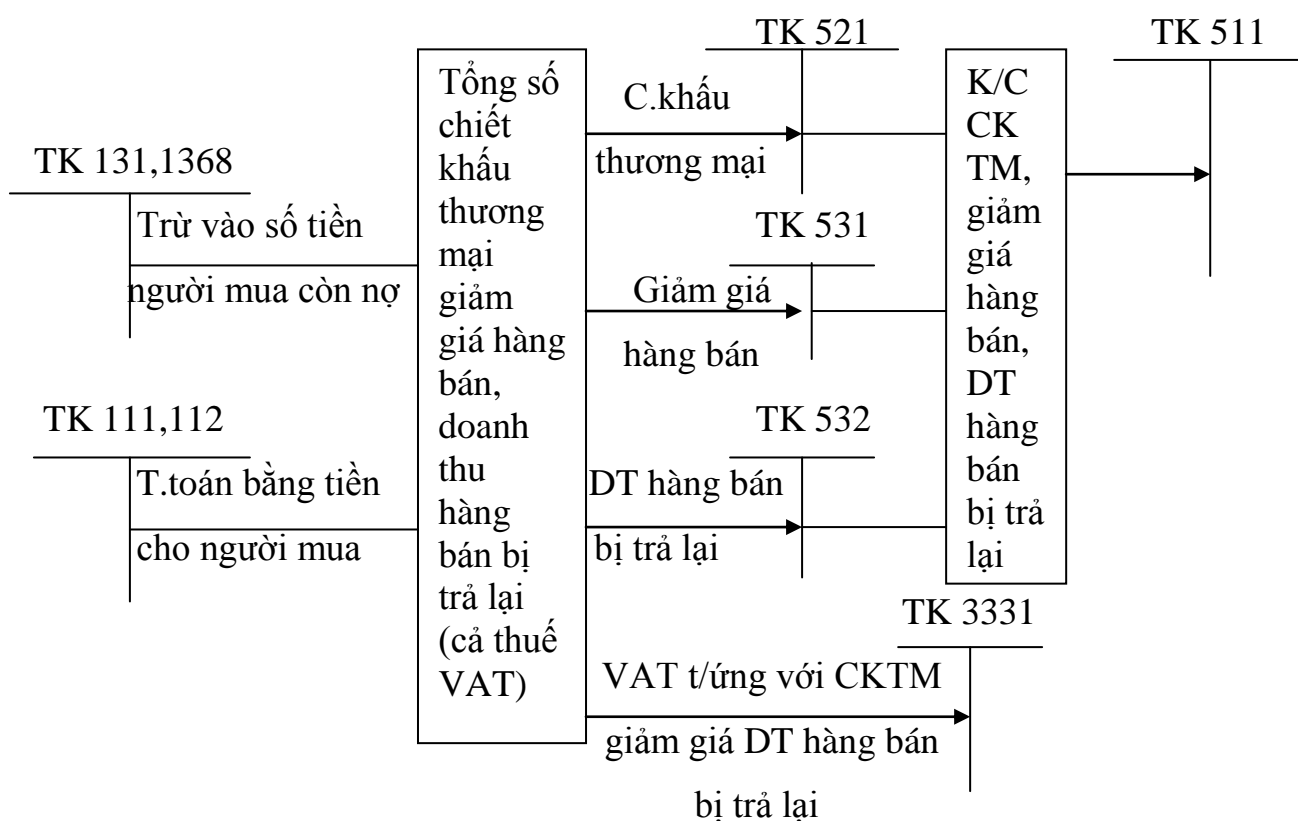 TK 131,1368
Trừ vào số tiền
người mua còn nợ
TK 111,112
T.toán bằng tiền
cho người mua
Tổng số
chiết
khấu
thương
mại
giảm
giá hàng
bán,
doanh
thu
hàng
bán bị
trả lại
(cả thuế
VAT)
TK 521
C.khấu
thương mại
TK 531
Giảm giá
hàng bán
TK 532
DT hàng bán
bị trả lại
TK 3331
VAT t/ứng với CKTM
giảm giá DT hàng bán
bị trả lại
K/C
CK
TM,
giảm
giá
hàng
bán,
DT
hàng
bán
bị trả
lại
TK 511